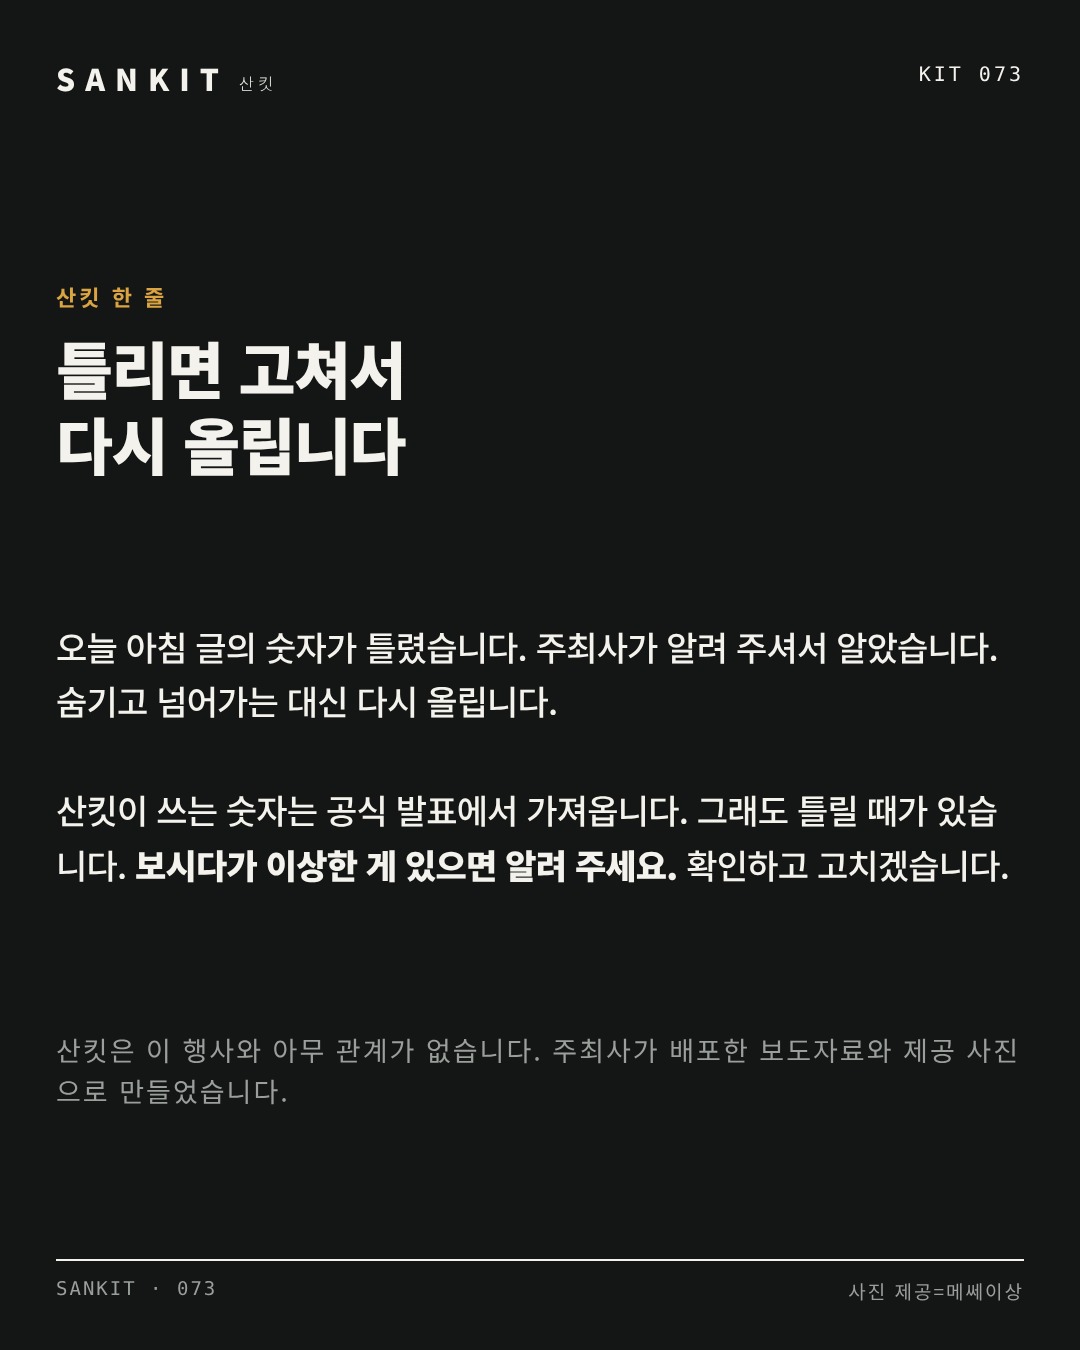 SANKIT 산킷
KIT 073
산킷 한 줄
틀리면 고쳐서
다시 올립니다
오늘 아침 글의 숫자가 틀렸습니다. 주최사가 알려 주셔서 알았습니다.
숨기고 넘어가는 대신 다시 올립니다.
산킷이 쓰는 숫자는 공식 발표에서 가져옵니다. 그래도 틀릴 때가 있습
니다. 보시다가 이상한 게 있으면 알려 주세요. 확인하고 고치겠습니다.
산킷은 이 행사와 아무 관계가 없습니다. 주최사가 배포한 보도자료와 제공 사진
으로 만들었습니다.
SANKIT · 073
사진 제공=메쎄이상